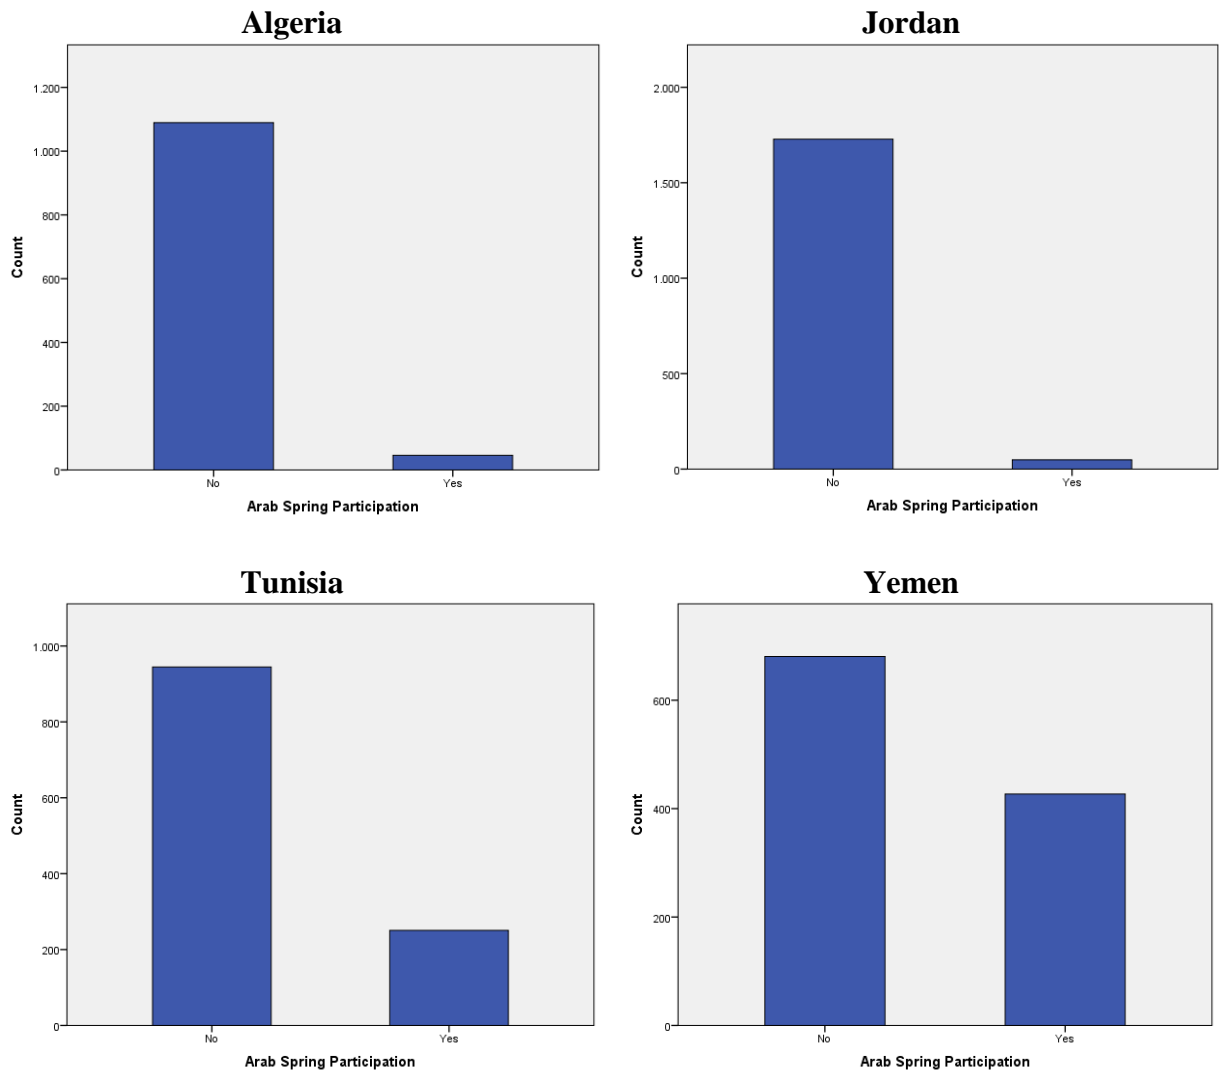 Algeria
1.200
1.000
800
600
400
200
0
Count
No
Yes
Arab Spring Participation
Jordan
2.000
1.500
1.000
500
0
Count
No
Yes
Arab Spring Participation
Tunisia
1.000
800
600
400
200
0
Count
No
Yes
Arab Spring Participation
Yemen
600
400
200
0
Count
No
Yes
Arab Spring Participation